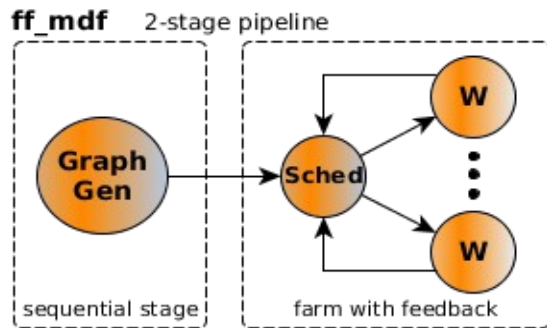 ff_mdf 2-stage pipeline
Graph
Gen
Sched
W
W
sequential stage
farm with feedback